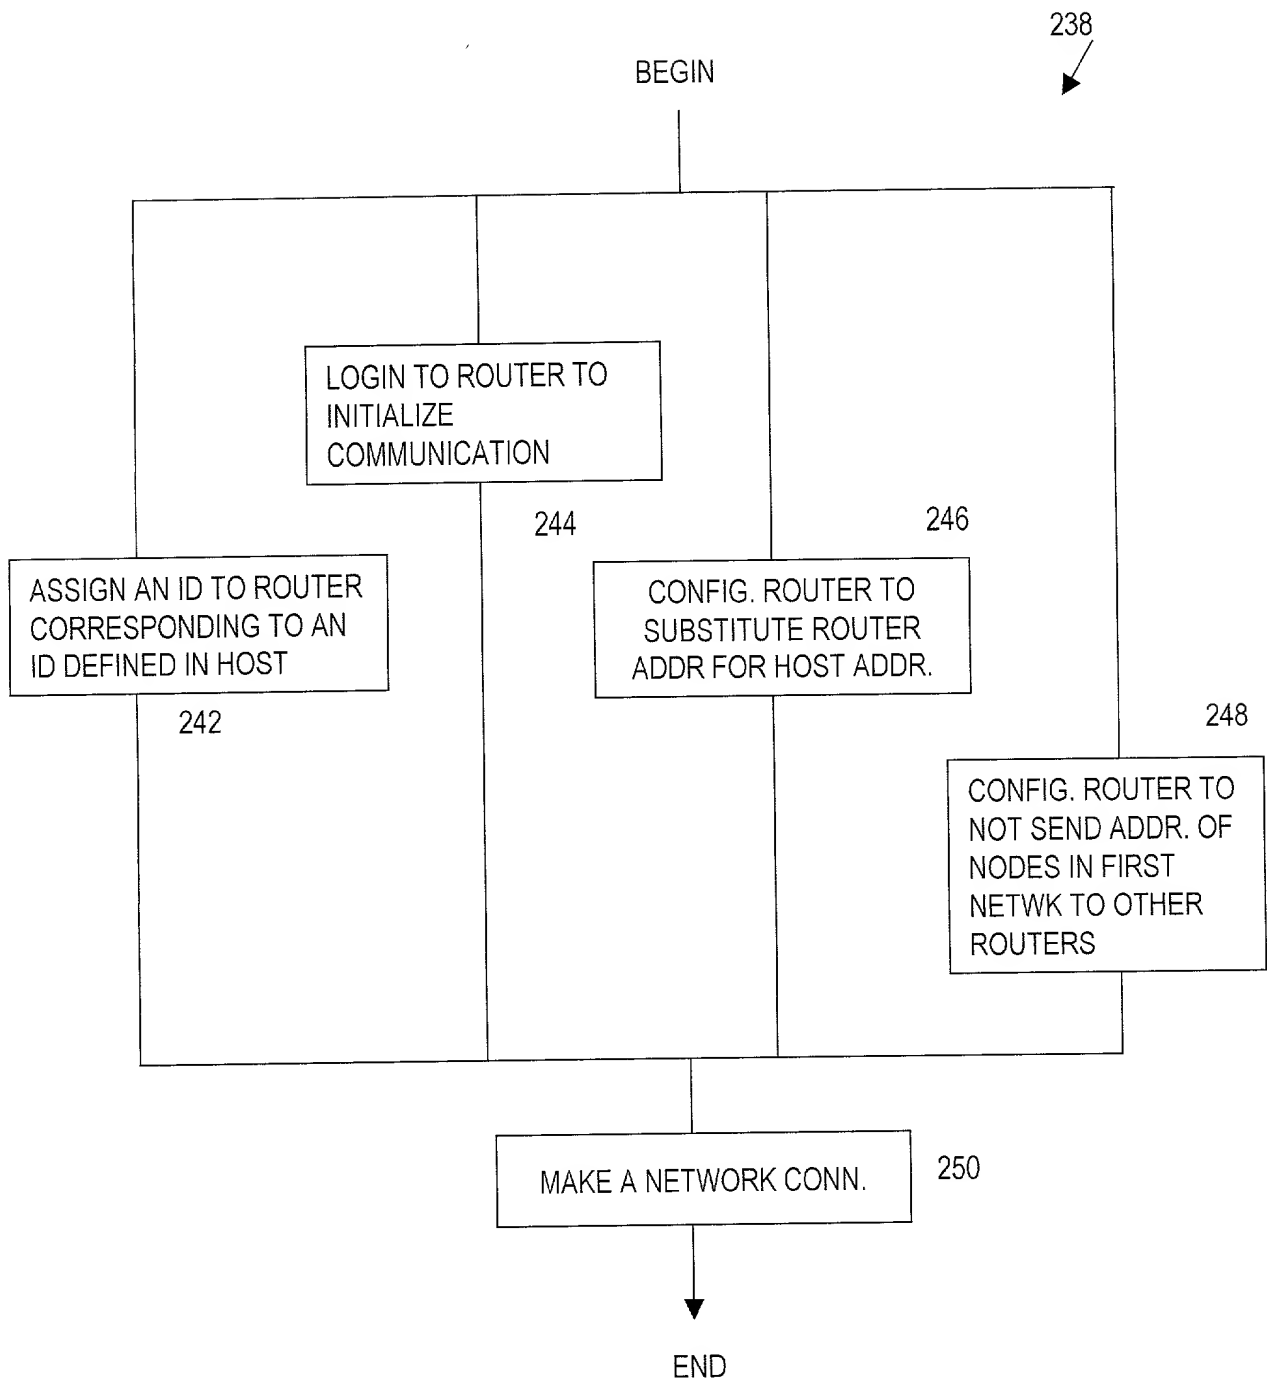 238
BEGIN
LOGIN TO ROUTER TO
INITIALIZE
COMMUNICATION
244
246
ASSIGN AN ID TO ROUTER
CORRESPONDING TO AN
ID DEFINED IN HOST
242
CONFIG. ROUTER TO
SUBSTITUTE ROUTER
ADDR FOR HOST ADDR.
248
CONFIG. ROUTER TO
NOT SEND ADDR. OF
NODES IN FIRST
NETWK TO OTHER
ROUTERS
MAKE A NETWORK CONN.
250
END